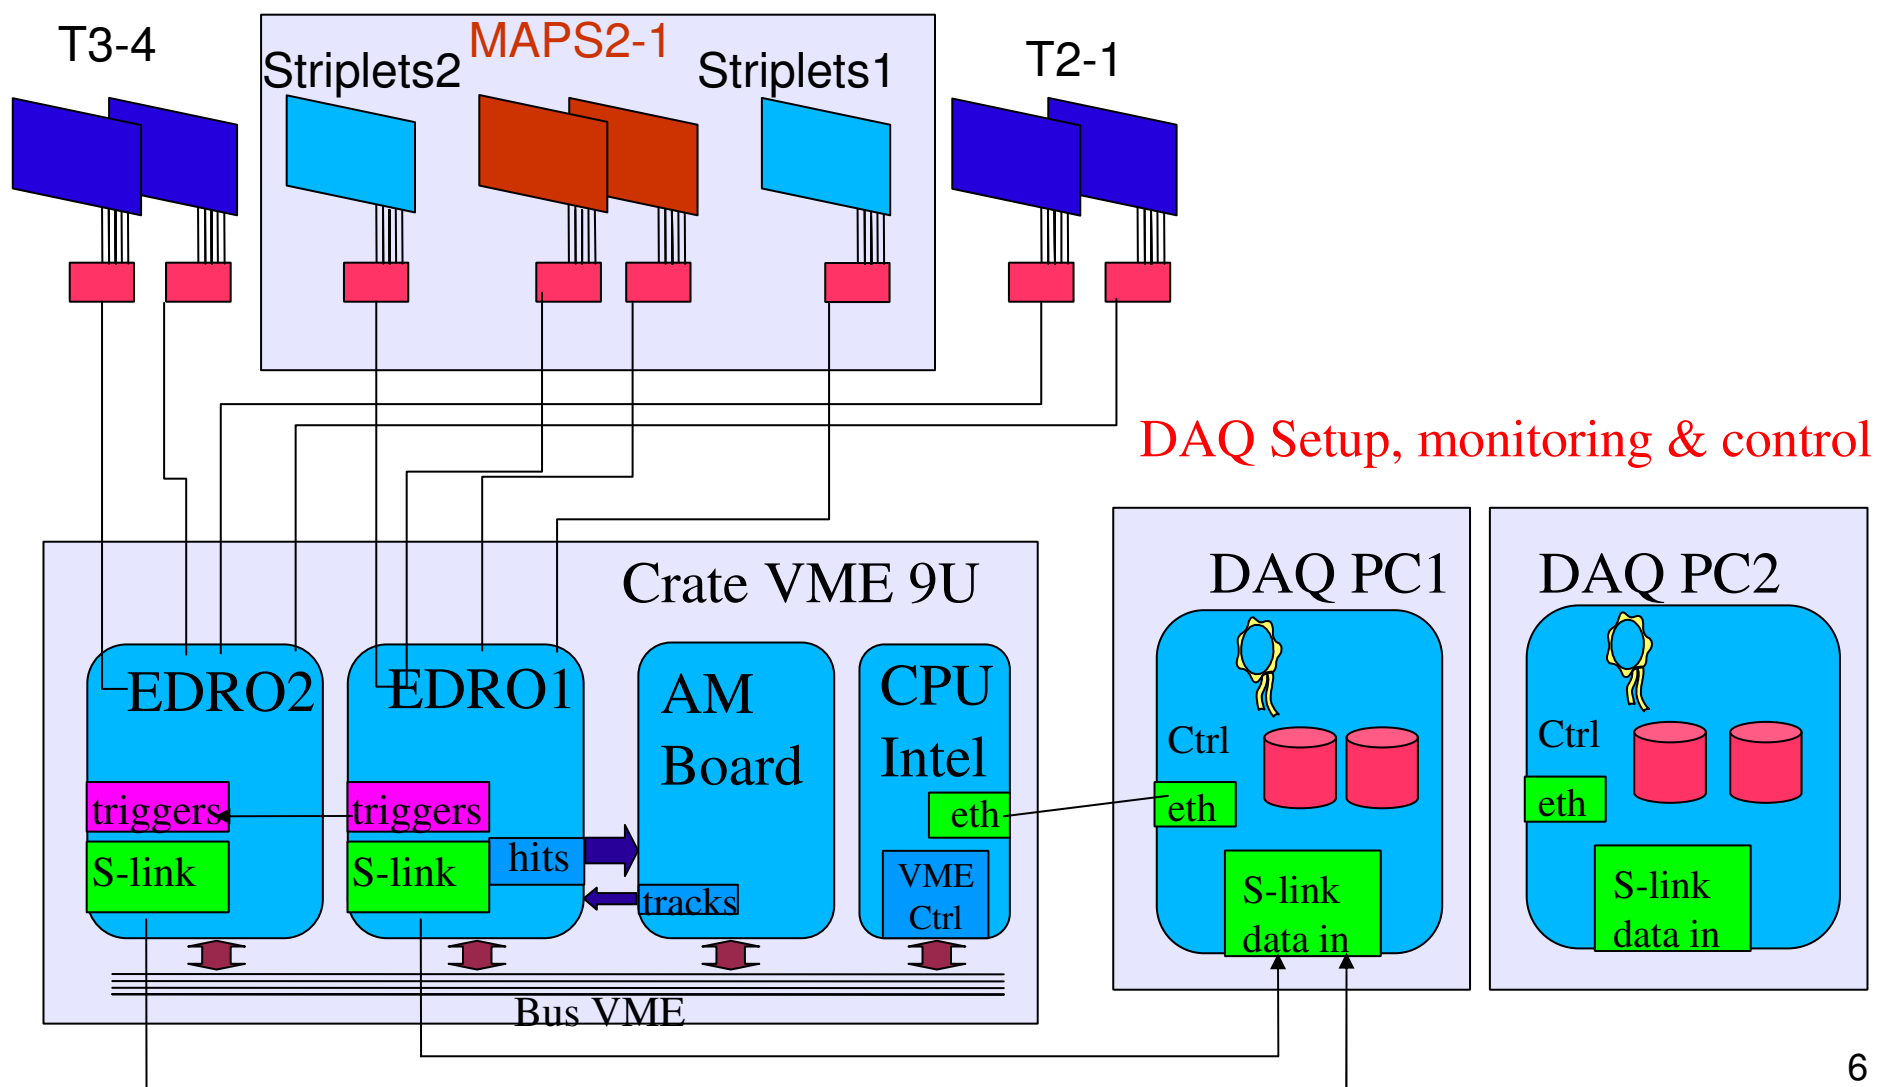 T3-4
MAPS2-1
Striplets2
Striplets1
T2-1
DAQ Setup, monitoring & control
Crate VME 9U
DAQ PC1
DAQ PC2
EDRO2
EDRO1
AM
Board
CPU
Intel
Ctrl
Ctrl
triggers
triggers
eth
eth
eth
S-link
S-link
hits
tracks
VME
Ctrl
S-link
data in
S-link
data in
Bus VME
6